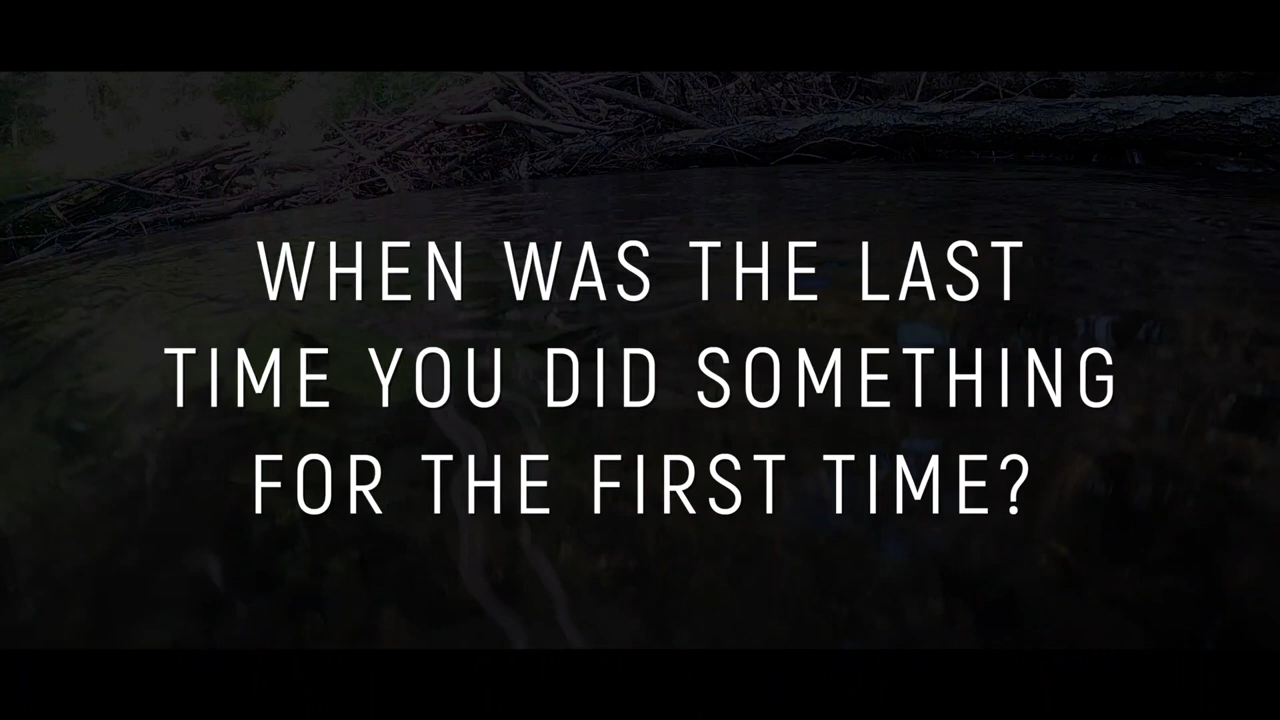 WHEN WAS THE LAST
TIME YOU DID SOMETHING
FOR THE FIRST TIME?